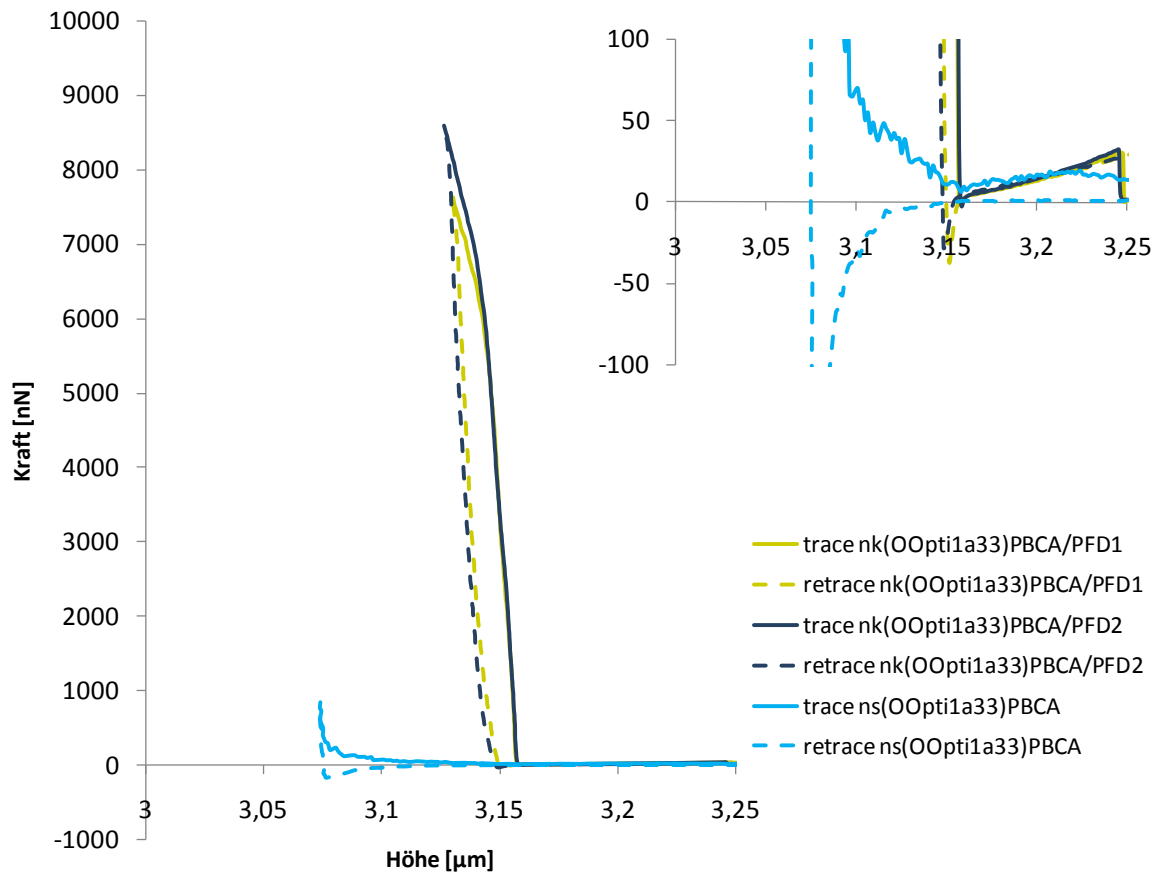 10000
9000
8000
7000
6000
5000
4000
3000
2000
1000
0
-1000
Kraft [nN]
3 3,05 3,1 3,15 3,2 3,25
Höhe [µm]
100
50
0
-50
-100
3 3,05 3,1 3,15 3,2 3,25
trace nk(OOpti1a33)PBCA/PFD1
retrace nk(OOpti1a33)PBCA/PFD1
trace nk(OOpti1a33)PBCA/PFD2
retrace nk(OOpti1a33)PBCA/PFD2
trace ns(OOpti1a33)PBCA
retrace ns(OOpti1a33)PBCA